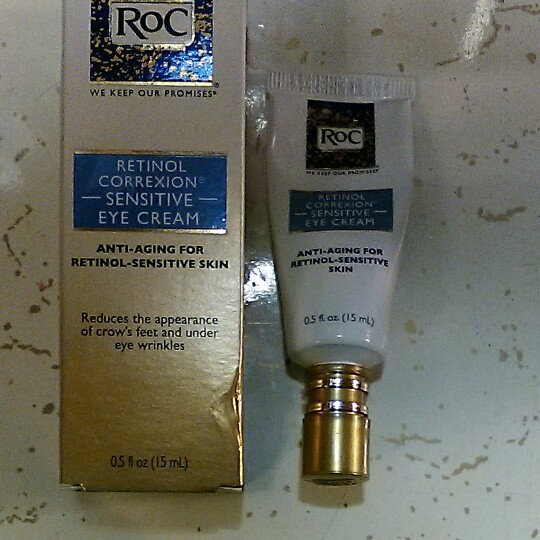 RoC
WE KEEP OUR PROMISES®
RETINOL
CORREXION®
SENSITIVE
EYE CREAM
ANTI-AGING FOR
RETINOL-SENSITIVE SKIN
Reduces the appearance
of crow's feet and under
eye wrinkles
0.5 fl oz (15 mL)
RoC
WE KEEP OUR PROMISES®
RETINOL
CORREXION®
SENSITIVE
EYE CREAM
ANTI-AGING FOR
RETINOL-SENSITIVE
SKIN
0.5 fl oz (15 mL)